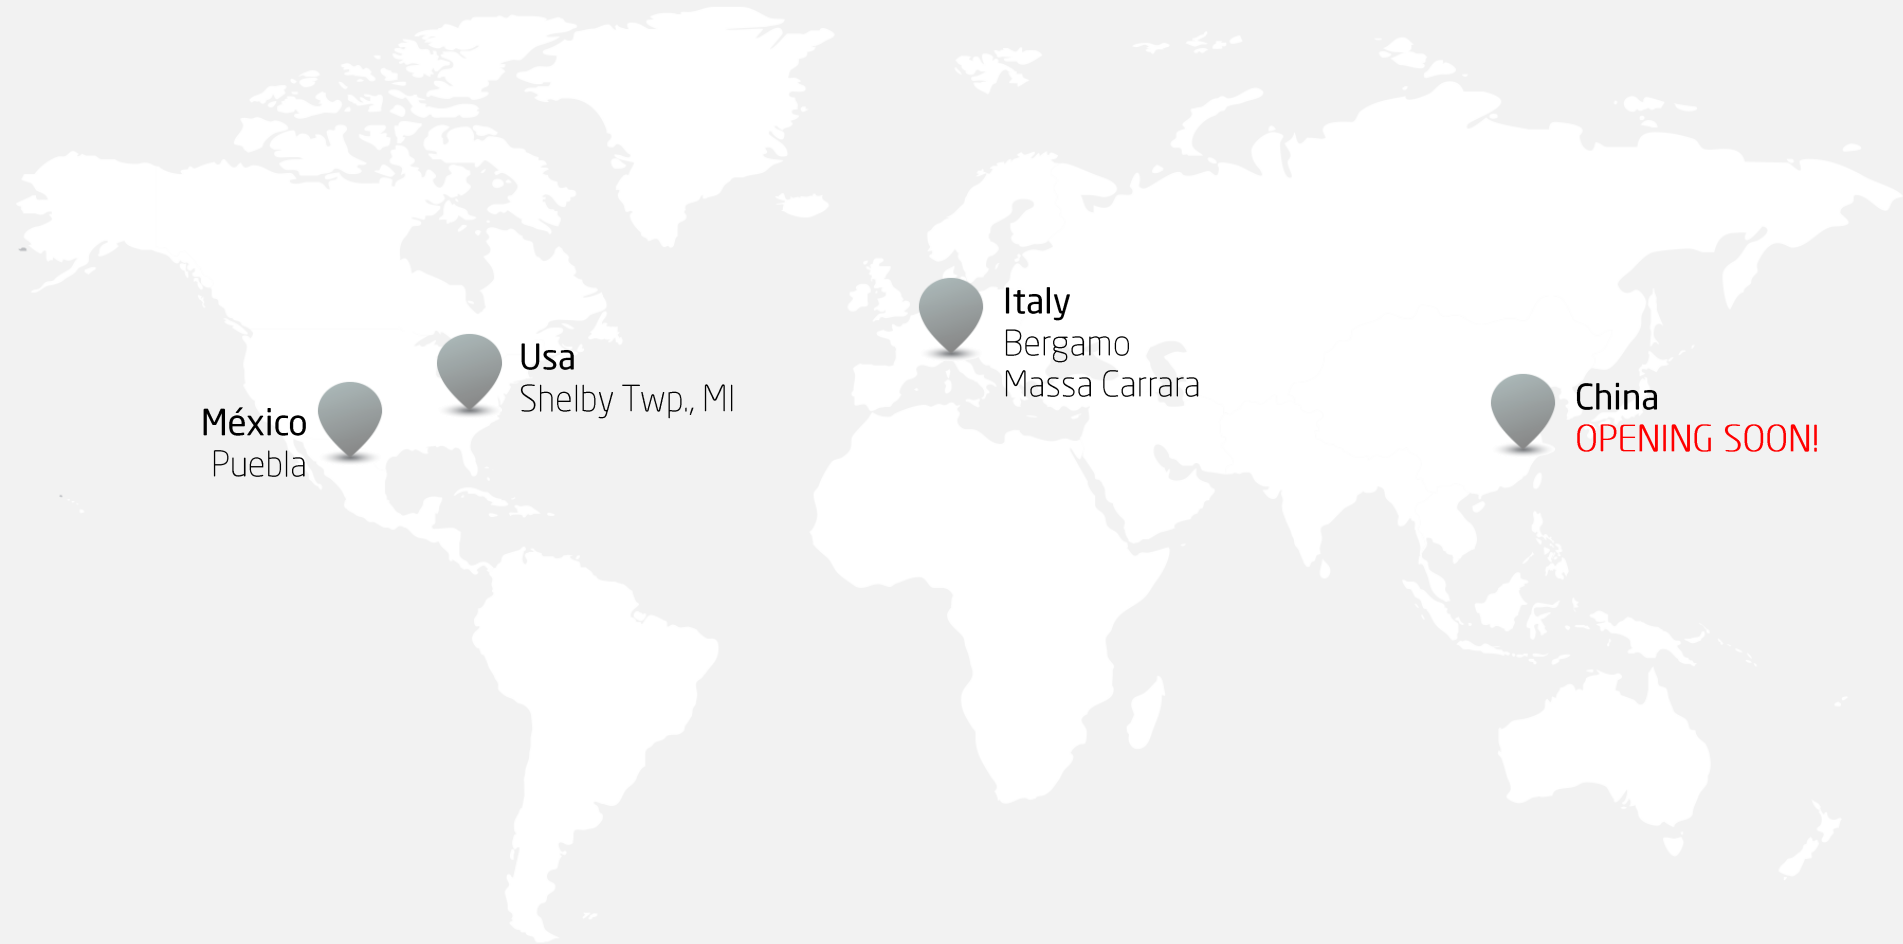 México
Puebla
Usa
Shelby Twp., MI
Italy
Bergamo
Massa Carrara
China
OPENING SOON!